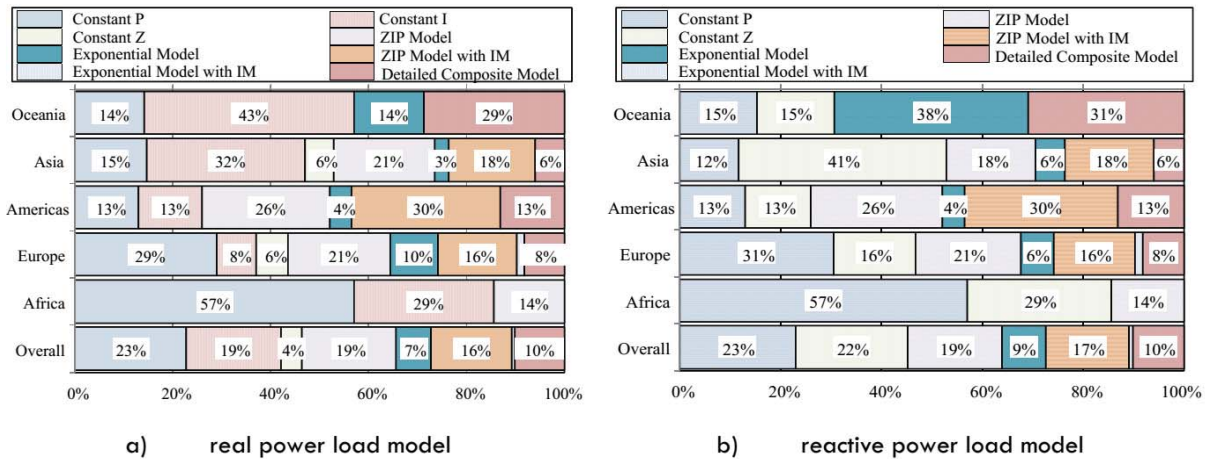 Constant P Constant I
Constant Z ZIP Model
Exponential Model ZIP Model with IM
Exponential Model with IM Detailed Composite Model
Oceania 14% 43% 14% 29%
Asia 15% 32% 6% 21% 3% 18% 6%
Americas 13% 13% 26% 4% 30% 13%
Europe 29% 8% 6% 21% 10% 16% 8%
Africa 57% 29% 14%
Overall 23% 19% 4% 19% 7% 16% 10%
0% 20% 40% 60% 80% 100%
a) real power load model
Constant P ZIP Model
Constant Z ZIP Model with IM
Exponential Model Detailed Composite Model
Exponential Model with IM
Oceania 15% 15% 38% 31%
Asia 12% 41% 18% 6% 18% 6%
Americas 13% 13% 26% 4% 30% 13%
Europe 31% 16% 21% 6% 16% 8%
Africa 57% 29% 14%
Overall 23% 22% 19% 9% 17% 10%
0% 20% 40% 60% 80% 100%
b) reactive power load model